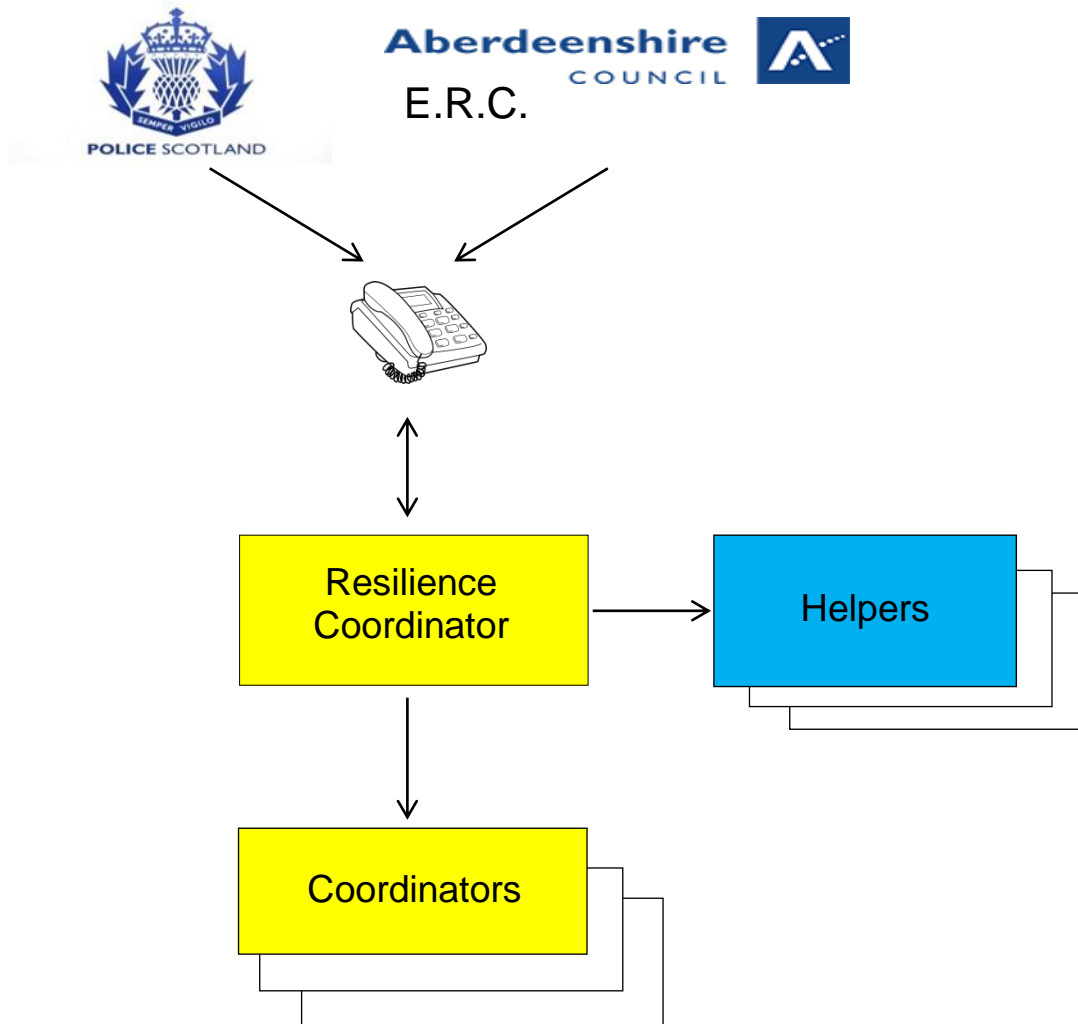 SEMPER VIGILO
POLICE SCOTLAND
Aberdeenshire
COUNCIL
E.R.C.
Resilience
Coordinator
Helpers
Coordinators